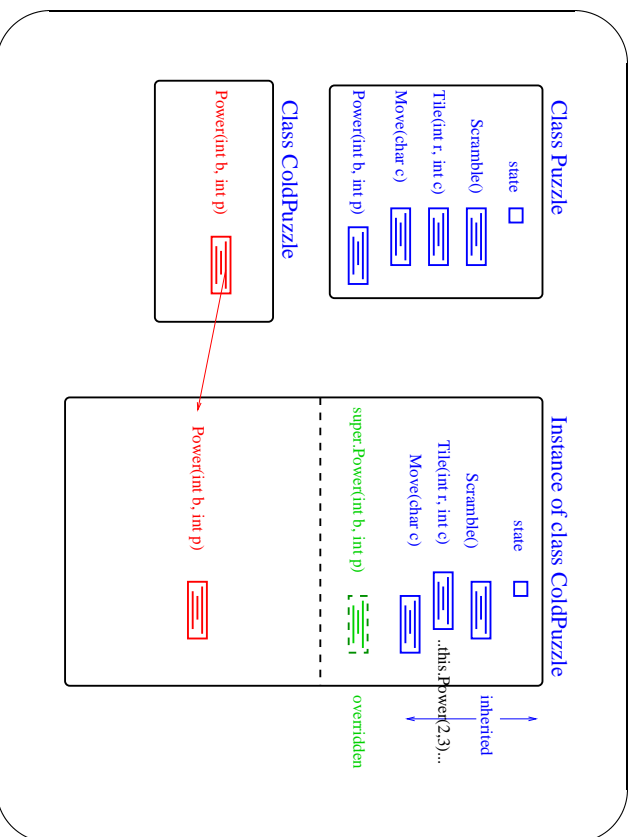 Class Puzzle
state
Scramble()
Tile(int r, int c)
Move(char c)
Power(int b, int p)
Class ColdPuzzle
Power(int b, int p)
Instance of class ColdPuzzle
state
Scramble()
Tile(int r, int c)
..this.Power(2,3)...
Move(char c)
inherited
super.Power(int b, int p)
overridden
Power(int b, int p)